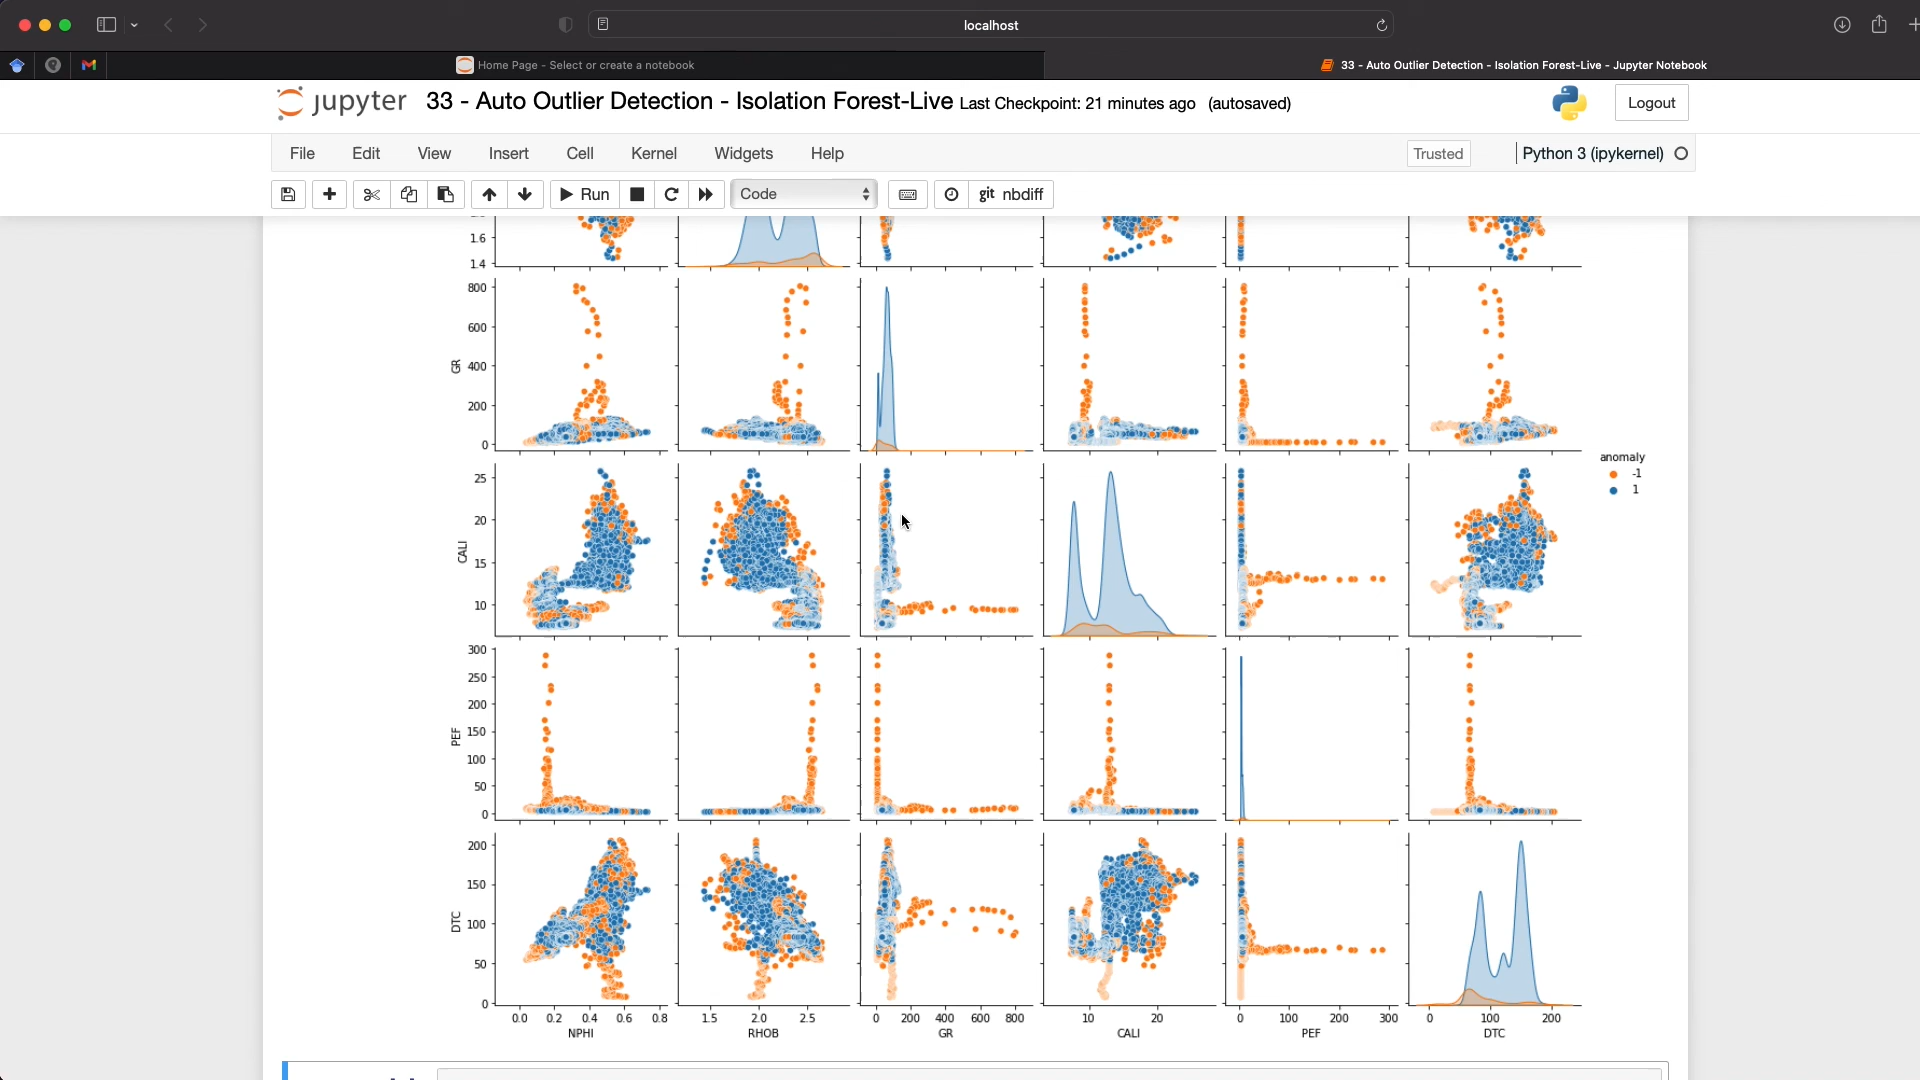 localhost
Home Page - Select or create a notebook
33 - Auto Outlier Detection - Isolation Forest-Live - Jupyter Notebook
jupyter 33 - Auto Outlier Detection - Isolation Forest-Live Last Checkpoint: 21 minutes ago (autosaved)
Logout
File Edit View Insert Cell Kernel Widgets Help
Trusted
Python 3 (ipykernel)
Run
Code
git nbdiff
1.6
1.4
800
600
GR
400
200
0
anomaly
-1
1
25
20
CALI
15
10
300
250
200
PEF
150
100
50
0
200
150
DTC
100
50
0
0.0 0.2 0.4 0.6 0.8 1.5 2.0 2.5 0 200 400 600 800 10 20 0 100 200 300 0 100 200
NPHI RHOB GR CALI PEF DTC